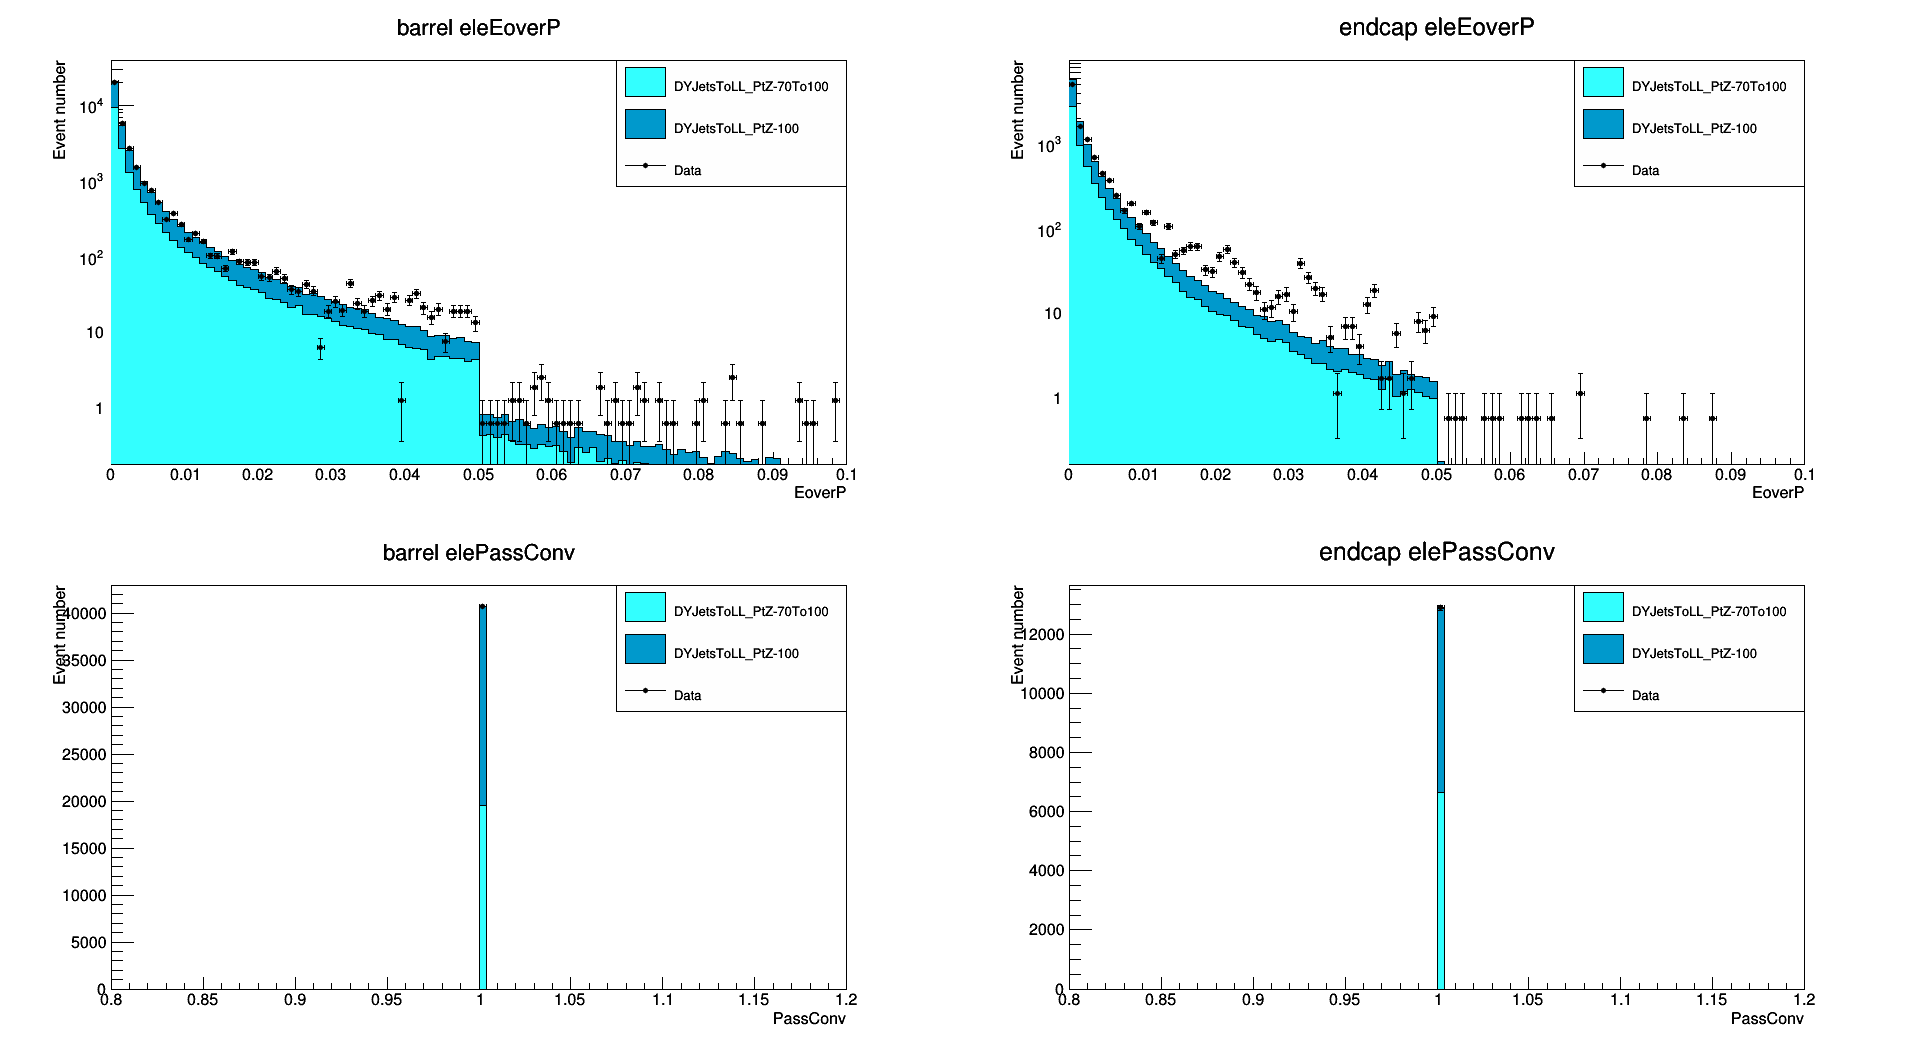 barrel eleEoverP
Event number
10^4
10^3
10^2
10
1
0 0.01 0.02 0.03 0.04 0.05 0.06 0.07 0.08 0.09 0.1
EoverP
DYJetsToLL_PtZ-70To100
DYJetsToLL_PtZ-100
Data
endcap eleEoverP
Event number
10^3
10^2
10
1
0 0.01 0.02 0.03 0.04 0.05 0.06 0.07 0.08 0.09 0.1
EoverP
DYJetsToLL_PtZ-70To100
DYJetsToLL_PtZ-100
Data
barrel elePassConv
Event number
40000
35000
30000
25000
20000
15000
10000
5000
0
0.8 0.85 0.9 0.95 1 1.05 1.1 1.15 1.2
PassConv
DYJetsToLL_PtZ-70To100
DYJetsToLL_PtZ-100
Data
endcap elePassConv
Event number
12000
10000
8000
6000
4000
2000
0
0.8 0.85 0.9 0.95 1 1.05 1.1 1.15 1.2
PassConv
DYJetsToLL_PtZ-70To100
DYJetsToLL_PtZ-100
Data